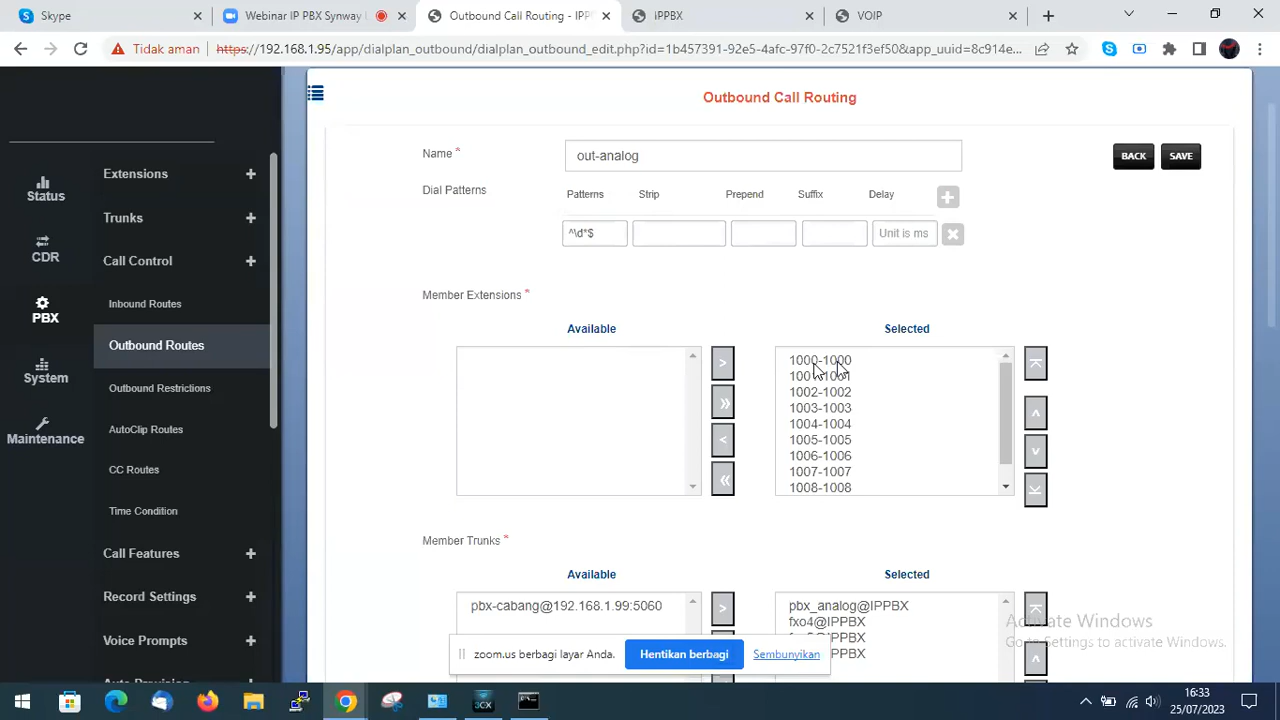 Skype
Webinar IP PBX Synway
Outbound Call Routing - IPP
iPPBX
VOIP
Tidak aman
https://192.168.1.95/app/dialplan_outbound/dialplan_outbound_edit.php?id=1b457391-92e5-4afc-97f0-2c7521f3ef50&app_uuid=8c914e...
Status
CDR
PBX
System
Maintenance
Extensions
Trunks
Call Control
Inbound Routes
Outbound Routes
Outbound Restrictions
AutoClip Routes
CC Routes
Time Condition
Call Features
Record Settings
Voice Prompts
Outbound Call Routing
Name *
out-analog
BACK
SAVE
Dial Patterns
Patterns Strip Prepend Suffix Delay
^\d*$
Unit is ms
Member Extensions *
Available
Selected
1000-1000
1001-1001
1002-1002
1003-1003
1004-1004
1005-1005
1006-1006
1007-1007
1008-1008
Member Trunks *
Available
Selected
pbx-cabang@192.168.1.99:5060
pbx_analog@IPPBX
fxo4@IPPBX
zoom.us berbagi layar Anda.
Hentikan berbagi
Sembunyikan
Activate Windows
Go to Settings to activate Windows.
3CX
16:33
25/07/2023